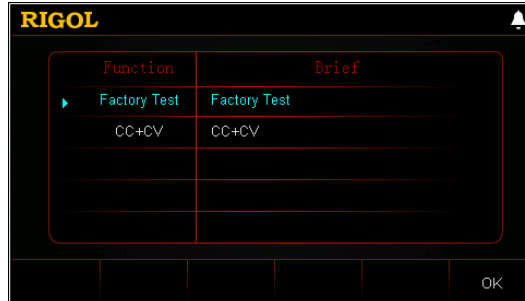 RIGOL
Function Brief
Factory Test Factory Test
CC+CV CC+CV
OK